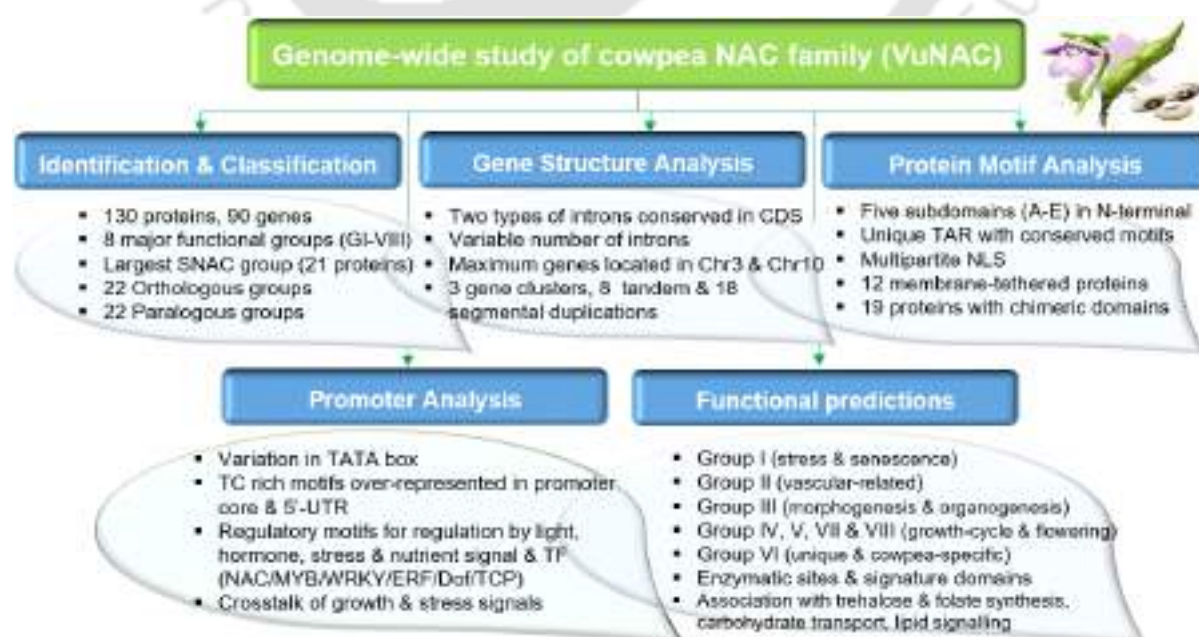 Genome-wide study of cowpea NAC family (VuNAC)
Identification & Classification
130 proteins, 90 genes
8 major functional groups (GI-VIII)
Largest SNAC group (21 proteins)
22 Orthologous groups
22 Paralogous groups
Gene Structure Analysis
Two types of introns conserved in CDS
Variable number of introns
Maximum genes located in Chr3 & Chr10
3 gene clusters, 8 tandem & 18
segmental duplications
Protein Motif Analysis
Five subdomains (A-E) in N-terminal
Unique TAR with conserved motifs
Multipartite NLS
12 membrane-tethered proteins
19 proteins with chimeric domains
Promoter Analysis
Variation in TATA box
TC rich motifs over-represented in promoter
core & 5'-UTR
Regulatory motifs for regulation by light,
hormone, stress & nutrient signal & TF
(NAC/MYB/WRKY/ERF/Dof/TCP)
Crosstalk of growth & stress signals
Functional predictions
Group I (stress & senescence)
Group II (vascular-related)
Group III (morphogenesis & organogenesis)
Group IV, V, VII & VIII (growth-cycle & flowering)
Group VI (unique & cowpea-specific)
Enzymatic sites & signature domains
Association with trehalose & folate synthesis,
carbohydrate transport, lipid signalling